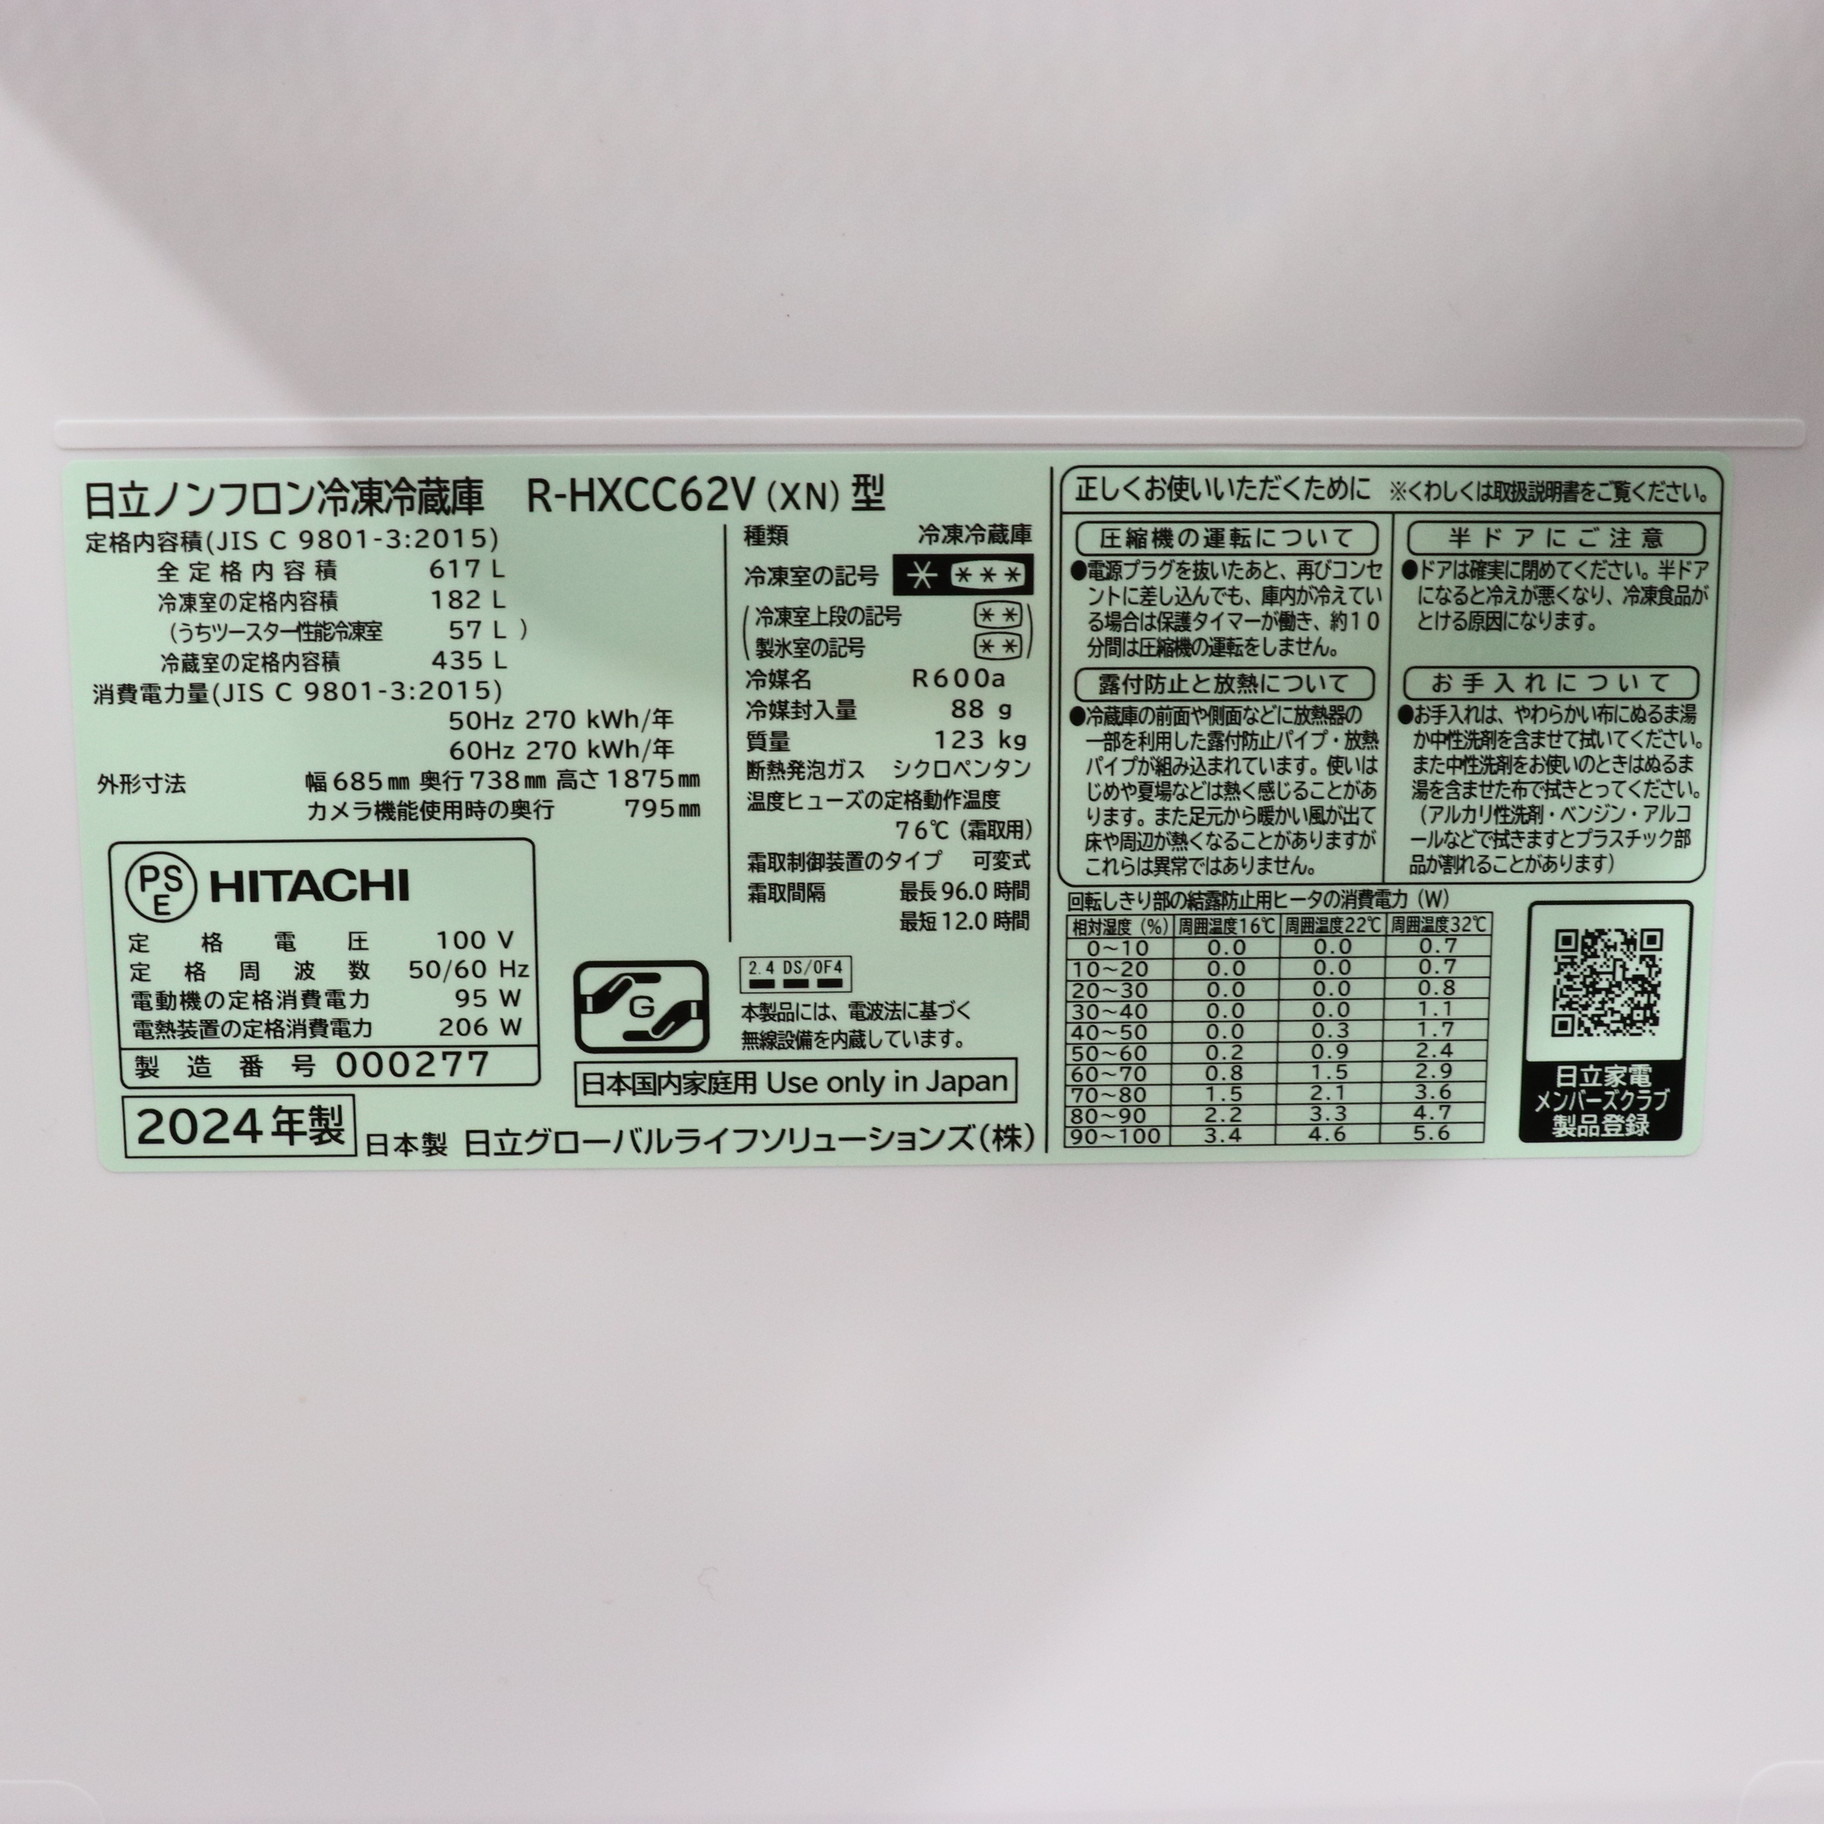 日立ノンフロン冷凍冷蔵庫 R-HXCC62V (XN) 型
定格内容積(JIS C 9801-3:2015)
全定格内容積 617 L
冷凍室の定格内容積 182 L
(うちツースター性能冷凍室 57 L )
冷蔵室の定格内容積 435 L
消費電力量(JIS C 9801-3:2015)
50Hz 270 kWh/年
60Hz 270 kWh/年
外形寸法 幅685㎜ 奥行738㎜ 高さ1875㎜
カメラ機能使用時の奥行 795㎜
PS
E
HITACHI
定格電圧 100 V
定格周波数 50/60 Hz
電動機の定格消費電力 95 W
電熱装置の定格消費電力 206 W
製造番号 000277
2024年製
日本製 日立グローバルライフソリューションズ(株)
種類 冷凍冷蔵庫
冷凍室の記号 * ***
(冷凍室上段の記号 **)
(製氷室の記号 **)
冷媒名 R600a
冷媒封入量 88 g
質量 123 kg
断熱発泡ガス シクロペンタン
温度ヒューズの定格動作温度
76℃ (霜取用)
霜取制御装置のタイプ 可変式
霜取間隔 最長96.0時間
最短12.0時間
G
2.4 DS/OF4
本製品には、電波法に基づく
無線設備を内蔵しています。
日本国内家庭用 Use only in Japan
正しくお使いいただくために ※くわしくは取扱説明書をご覧ください。
圧縮機の運転について
●電源プラグを抜いたあと、再びコンセ
ントに差し込んでも、庫内が冷えてい
る場合は保護タイマーが働き、約10
分間は圧縮機の運転をしません。
露付防止と放熱について
●冷蔵庫の前面や側面などに放熱器の
一部を利用した露付防止パイプ・放熱
パイプが組み込まれています。使いは
じめや夏場などは熱く感じることがあ
ります。また足元から暖かい風が出て
床や周辺が熱くなることがありますが
これらは異常ではありません。
半ドアにご注意
●ドアは確実に閉めてください。半ドア
になると冷えが悪くなり、冷凍食品が
とける原因になります。
お手入れについて
●お手入れは、やわらかい布にぬるま湯
か中性洗剤を含ませて拭いてください。
また中性洗剤をお使いのときはぬるま
湯を含ませた布で拭きとってください。
(アルカリ性洗剤・ベンジン・アルコ
ールなどで拭きますとプラスチック部
品が割れることがあります)
回転しきり部の結露防止用ヒータの消費電力 (W)
相対湿度 (%) 周囲温度16℃ 周囲温度22℃ 周囲温度32℃
0～10 0.0 0.0 0.7
10～20 0.0 0.0 0.7
20～30 0.0 0.0 0.8
30～40 0.0 0.0 1.1
40～50 0.0 0.3 1.7
50～60 0.2 0.9 2.4
60～70 0.8 1.5 2.9
70～80 1.5 2.1 3.6
80～90 2.2 3.3 4.7
90～100 3.4 4.6 5.6
日立家電
メンバーズクラブ
製品登録